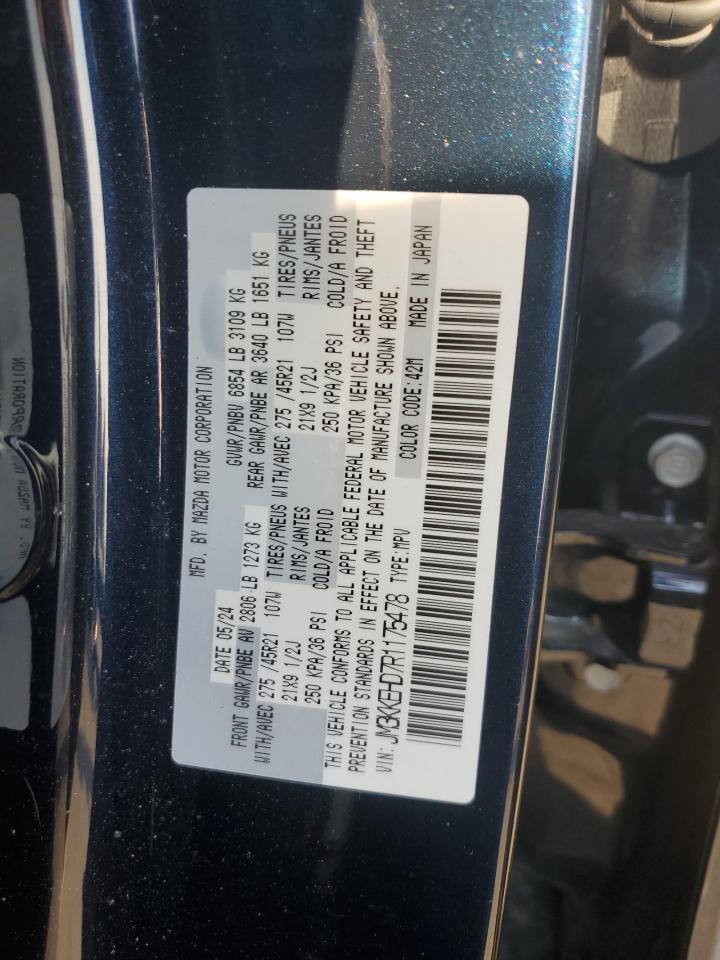 MFD. BY MAZDA MOTOR CORPORATION
DATE 05/24 GVWR/PNBV 6854 LB 3109 KG
FRONT GAWR/PNBE AV 2806 LB 1273 KG REAR GAWR/PNBE AR 3640 LB 1651 KG
WITH/AVEC 275 /45R21 107W TIRES/PNEUS WITH/AVEC 275 /45R21 107W TIRES/PNEUS
21X9 1/2J RIMS/JANTES 21X9 1/2J RIMS/JANTES
250 KPA/36 PSI COLD/A FROID 250 KPA/36 PSI COLD/A FROID
THIS VEHICLE CONFORMS TO ALL APPLICABLE FEDERAL MOTOR VEHICLE SAFETY AND THEFT
PREVENTION STANDARDS IN EFFECT ON THE DATE OF MANUFACTURE SHOWN ABOVE.
VIN: JM3KKEHD7R1175478 TYPE:MPV COLOR CODE:42M MADE IN JAPAN